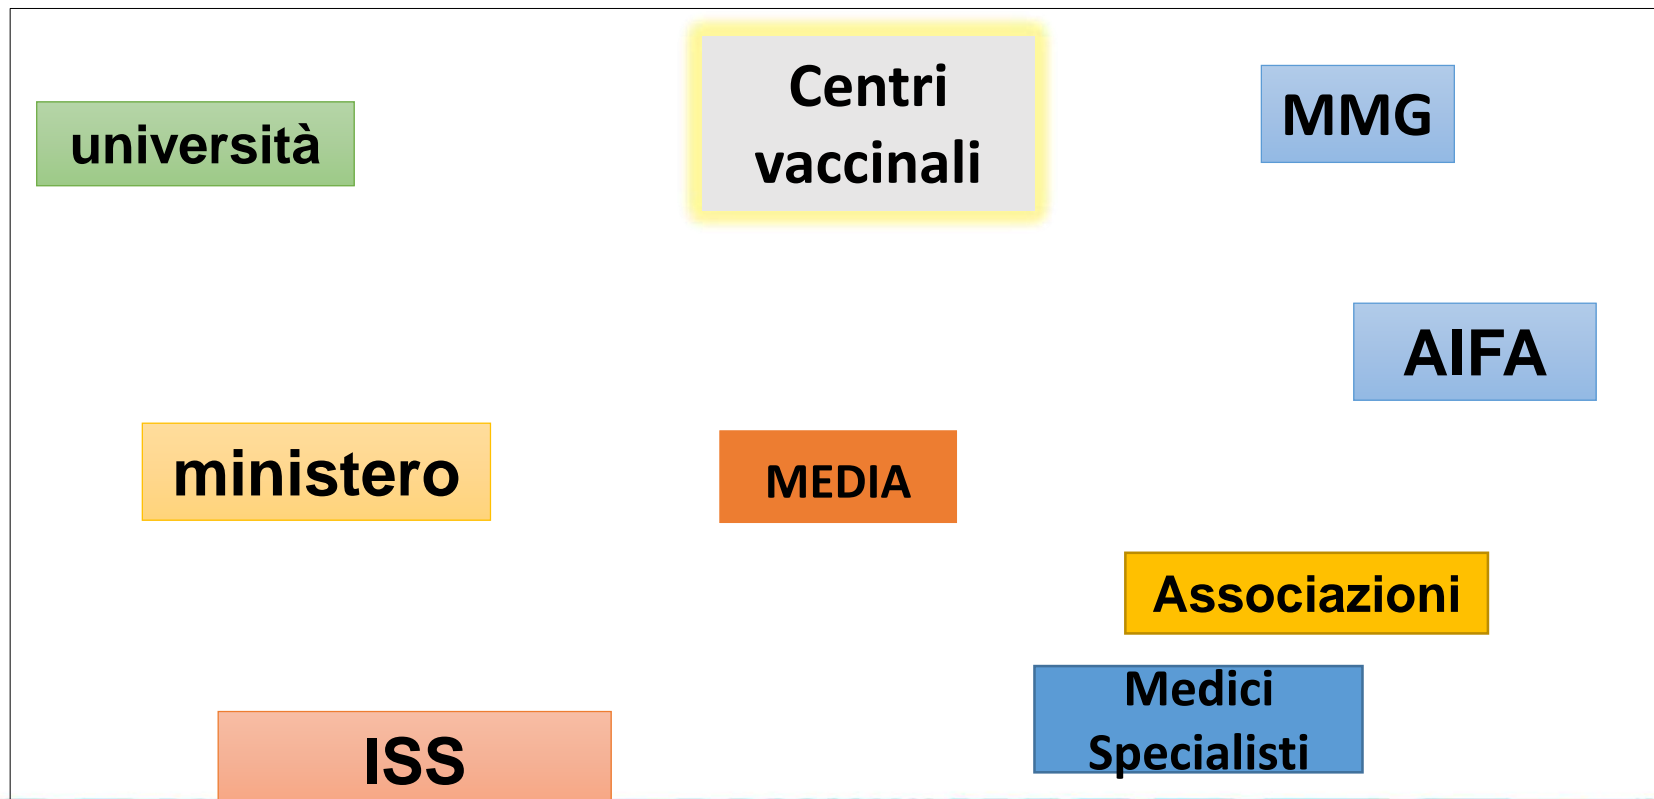 università
Centri
vaccinali
MMG
AIFA
ministero
MEDIA
Associazioni
Medici
Specialisti
ISS